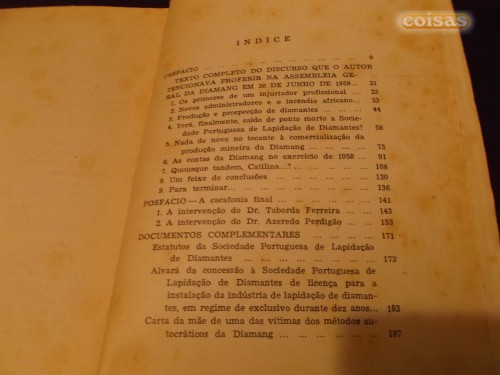 coisas
INDICE
PREFÁCIO ... ... ... ... ... ... ... ... 9
TEXTO COMPLETO DO DISCURSO QUE O AUTOR
TENCIONAVA PROFERIR NA ASSEMBLEIA GE-
RAL DA DIAMANG EM 30 DE JUNHO DE 1959... 21
1. Os primores de um injuriador profissional ... 23
2. Novos administradores e o incêndio africano... 33
3. Produção e prospecção de diamantes ... ... 44
4. Terá, finalmente, saído de ponto morto a Socie-
dade Portuguesa de Lapidação de Diamantes? 56
5. Nada de novo no tocante à comercialização da
produção mineira da Diamang ... ... ... 73
6. As contas da Diamang no exercício de 1958 ... 91
7. Quousque tandem, Catilina...? ... ... ... 108
8. Um feixe de conclusões ... ... ... ... ... 130
9. Para terminar... ... ... ... ... ... ... 136
POSFÁCIO — A cacafonia final ... ... ... ... 141
1. A intervenção do Dr. Taborda Ferreira ... ... 143
2. A intervenção do Dr. Azeredo Perdigão ... ... 153
DOCUMENTOS COMPLEMENTARES ... ... ... 171
Estatutos da Sociedade Portuguesa de Lapidação
de Diamantes ... ... ... ... ... ... ... 173
Alvará da concessão à Sociedade Portuguesa de
Lapidação de Diamantes de licença para a
instalação da indústria de lapidação de diaman-
tes, em regime de exclusivo durante dez anos... 183
Carta da mãe de uma das vítimas dos métodos au-
tocráticos da Diamang ... ... ... ... ... 187